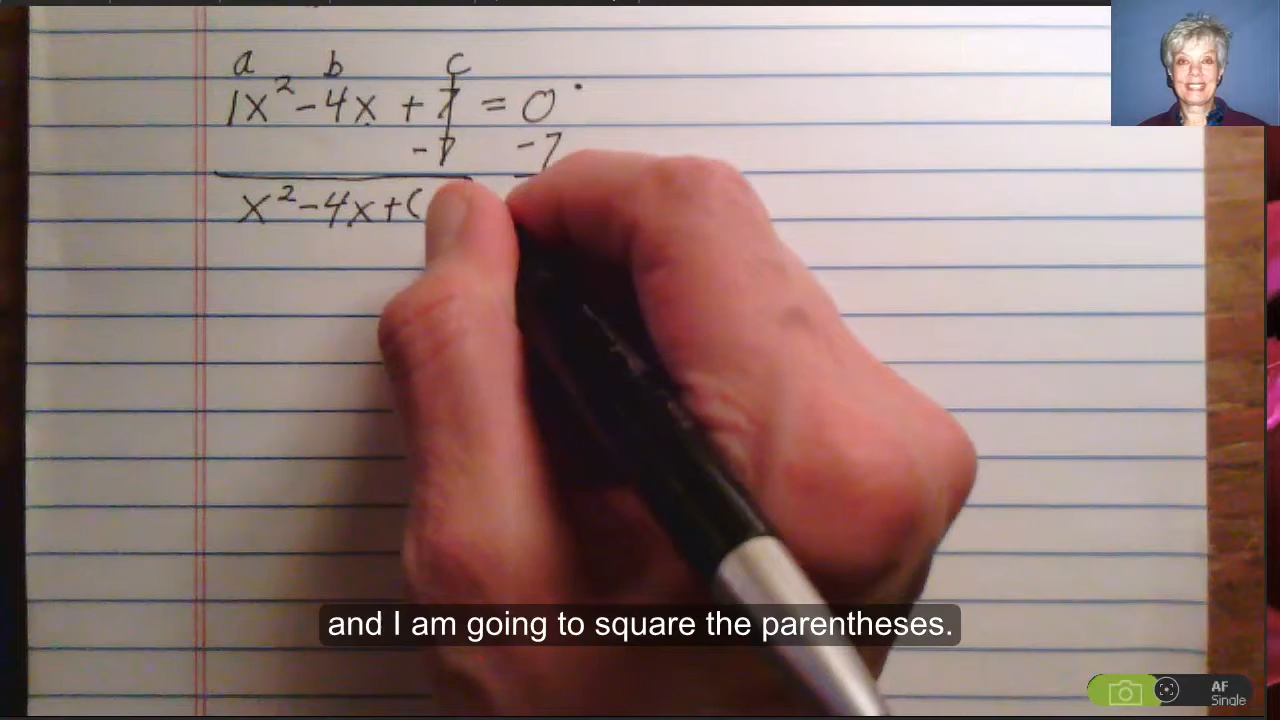 a b c
1x² - 4x + 7 = 0
-7 -7
x² - 4x + (
and I am going to square the parentheses.
AF
Single